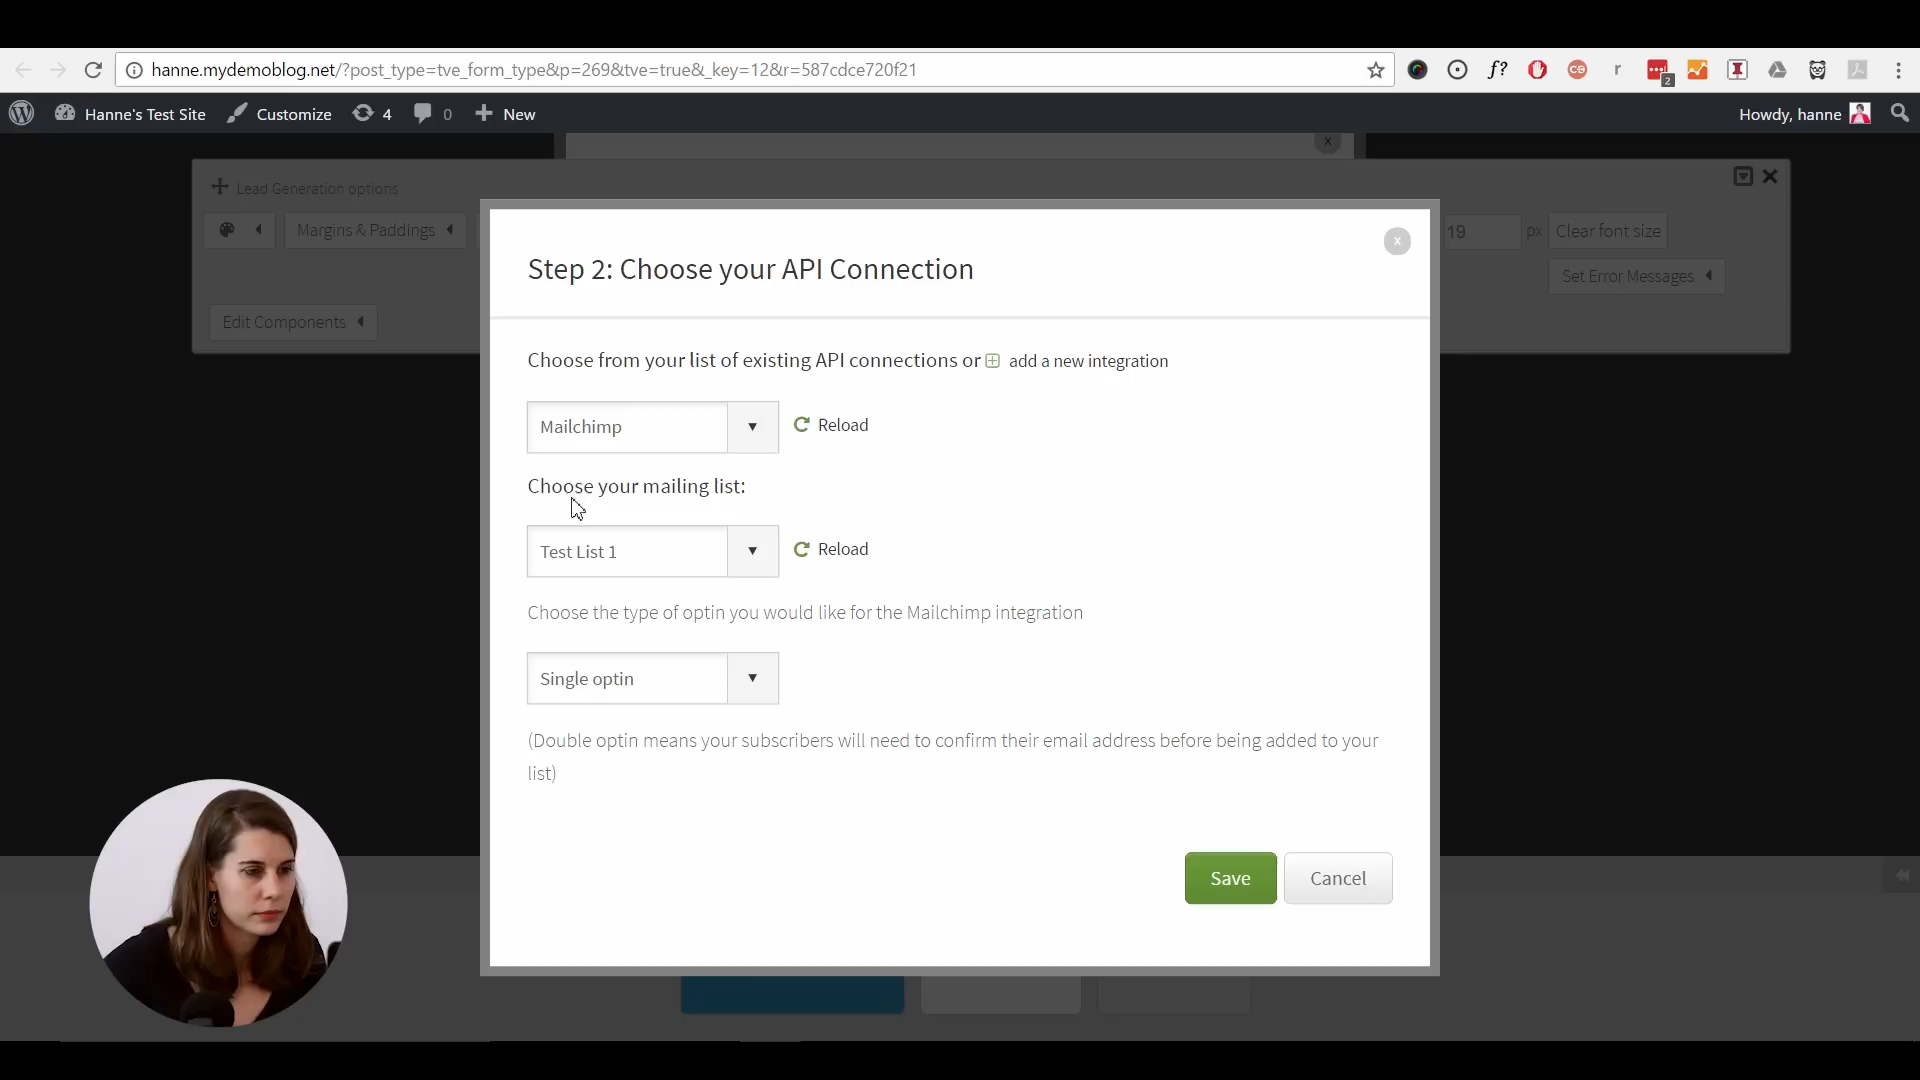 hanne.mydemoblog.net/?post_type=tve_form_type&p=269&tve=true&_key=12&r=587cdce720f21
f?
r
2
Hanne's Test Site
Customize
4
0
New
Howdy, hanne
x
Lead Generation options
Margins & Paddings
19
px
Clear font size
Set Error Messages
Edit Components
x
Step 2: Choose your API Connection
Choose from your list of existing API connections or add a new integration
Mailchimp
Reload
Choose your mailing list:
Test List 1
Reload
Choose the type of optin you would like for the Mailchimp integration
Single optin
(Double optin means your subscribers will need to confirm their email address before being added to your
list)
Save
Cancel